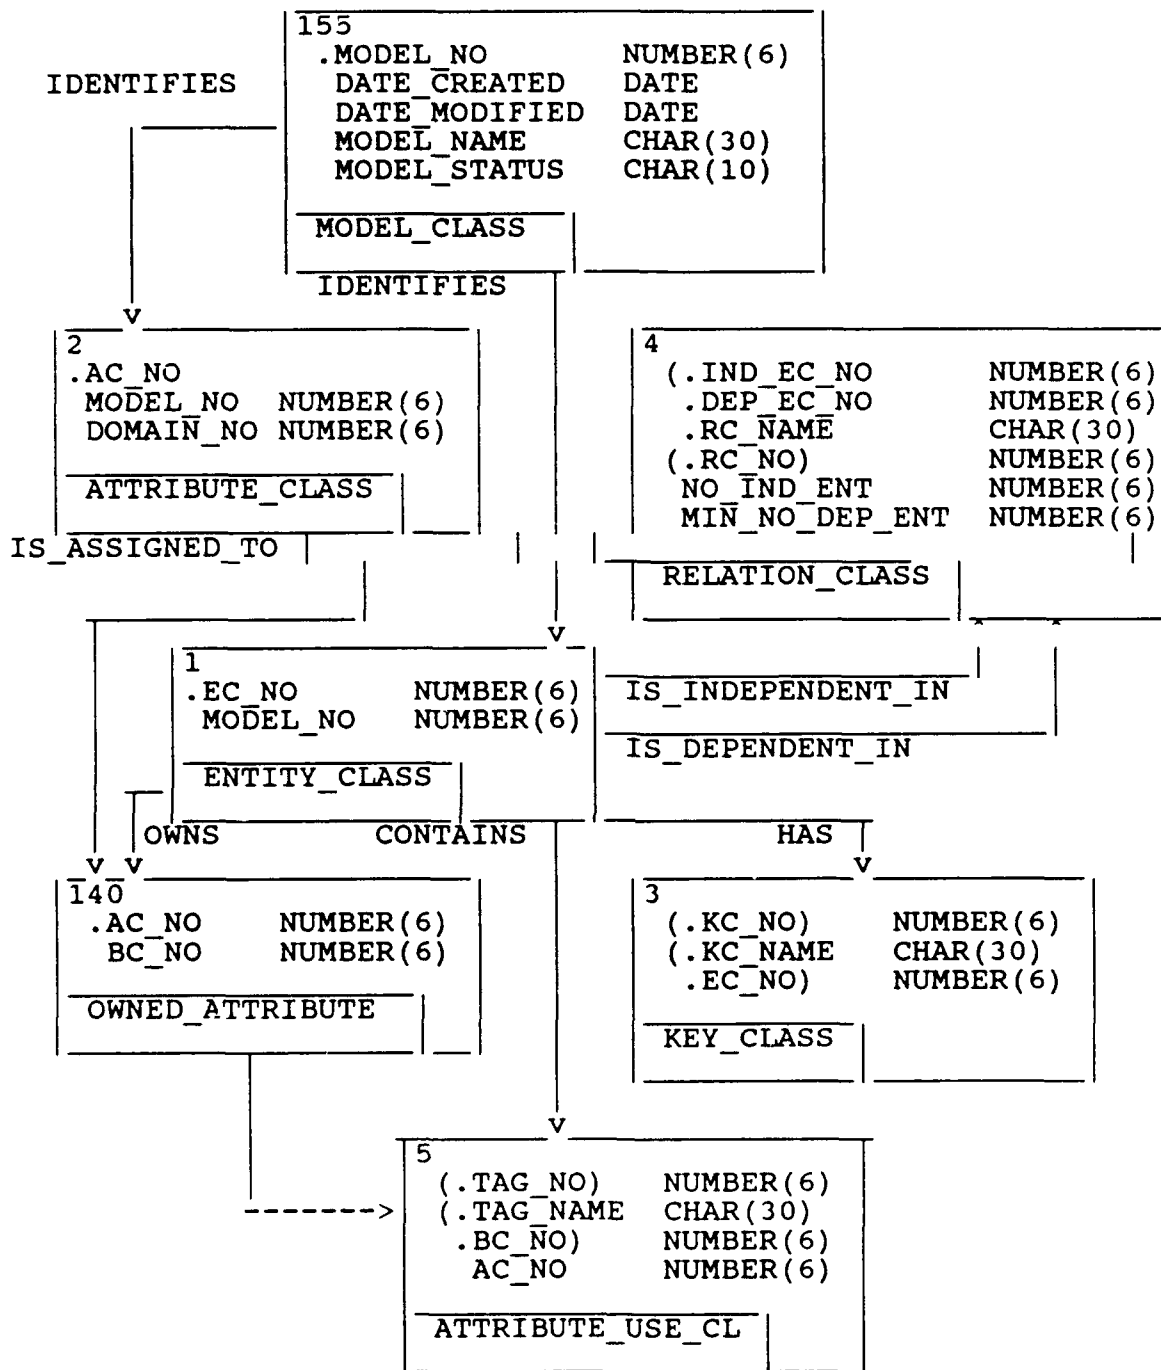 155
.MODEL_NO NUMBER(6)
IDENTIFIES
DATE_CREATED DATE
DATE_MODIFIED DATE
MODEL_NAME CHAR(30)
MODEL_STATUS CHAR(10)
MODEL_CLASS
IDENTIFIES
2
.AC_NO
MODEL_NO NUMBER(6)
DOMAIN_NO NUMBER(6)
ATTRIBUTE_CLASS
IS_ASSIGNED_TO
4
(.IND_EC_NO NUMBER(6)
.DEP_EC_NO NUMBER(6)
.RC_NAME CHAR(30)
(.RC_NO) NUMBER(6)
NO_IND_ENT NUMBER(6)
MIN_NO_DEP_ENT NUMBER(6)
RELATION_CLASS
1
.EC_NO NUMBER(6)
MODEL_NO NUMBER(6)
ENTITY_CLASS
IS_INDEPENDENT_IN
IS_DEPENDENT_IN
OWNS CONTAINS HAS
140
.AC_NO NUMBER(6)
BC_NO NUMBER(6)
OWNED_ATTRIBUTE
3
(.KC_NO) NUMBER(6)
(.KC_NAME CHAR(30)
.EC_NO) NUMBER(6)
KEY_CLASS
5
(.TAG_NO) NUMBER(6)
(.TAG_NAME CHAR(30)
.BC_NO) NUMBER(6)
AC_NO NUMBER(6)
ATTRIBUTE_USE_CL